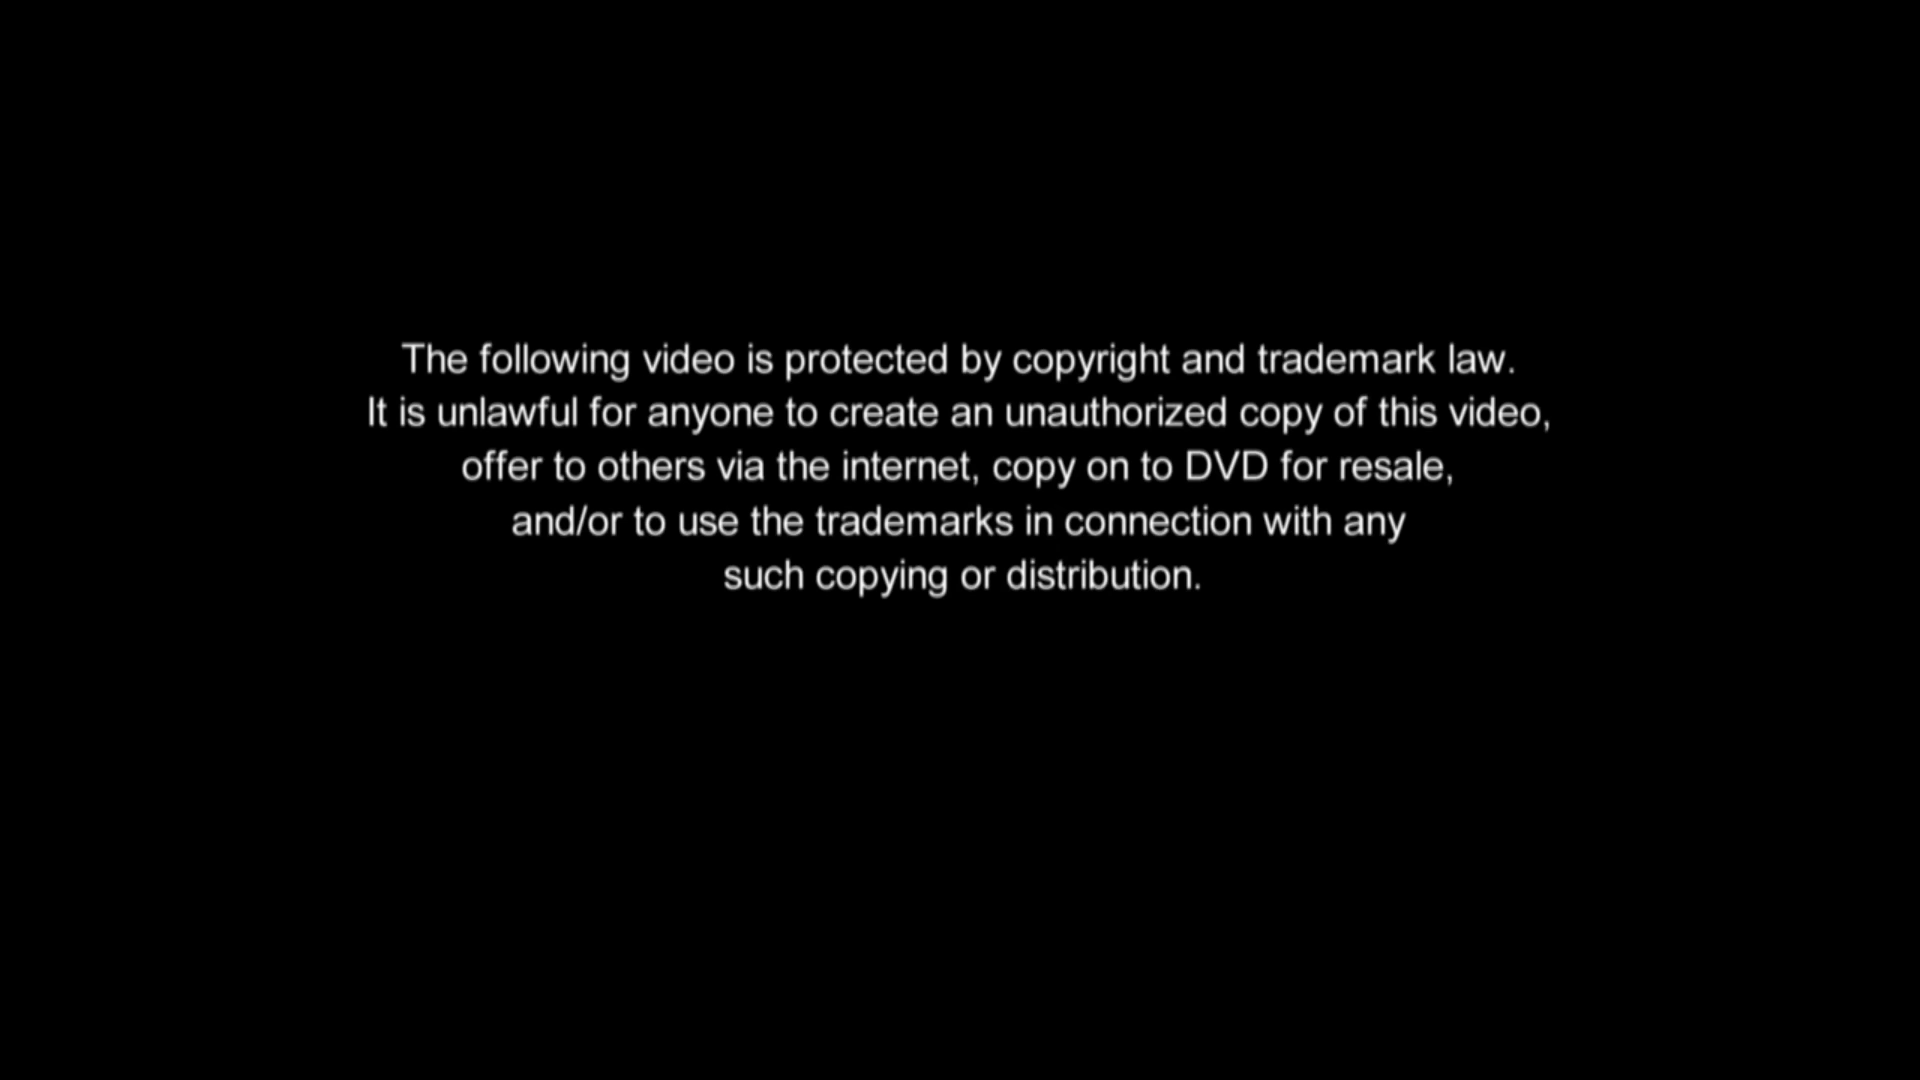 The following video is protected by copyright and trademark law.
It is unlawful for anyone to create an unauthorized copy of this video,
offer to others via the internet, copy on to DVD for resale,
and/or to use the trademarks in connection with any
such copying or distribution.